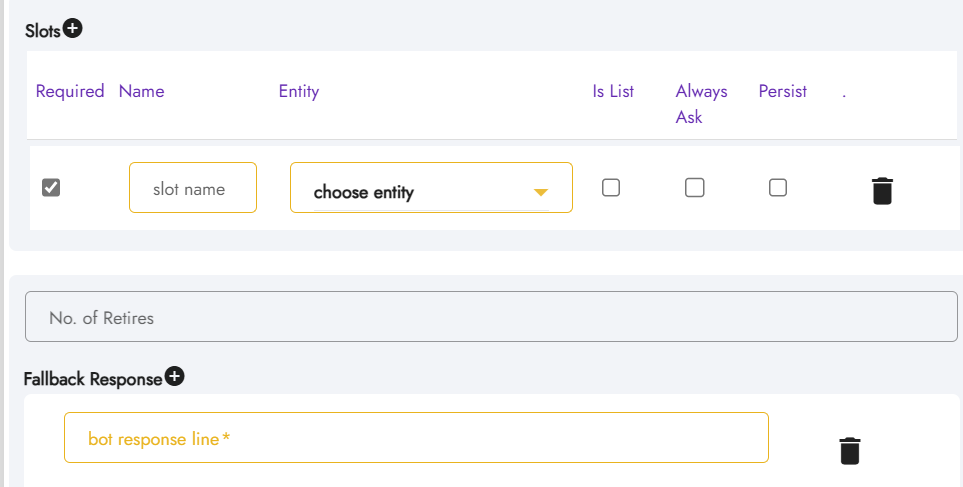 Slots
Required Name Entity Is List Always Ask Persist .
slot name choose entity
No. of Retires
Fallback Response
bot response line*